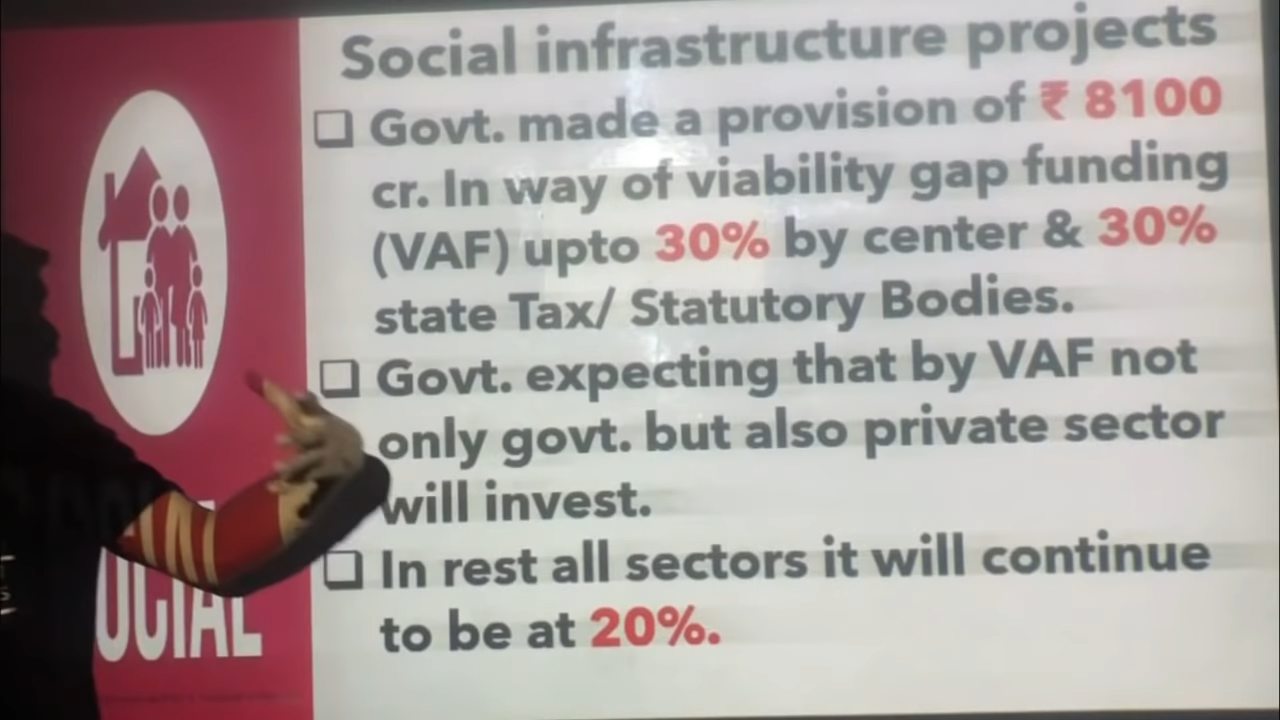 Social infrastructure projects
❑ Govt. made a provision of ₹ 8100
cr. In way of viability gap funding
(VAF) upto 30% by center & 30%
state Tax/ Statutory Bodies.
❑ Govt. expecting that by VAF not
only govt. but also private sector
will invest.
❑ In rest all sectors it will continue
to be at 20%.
OCIAL